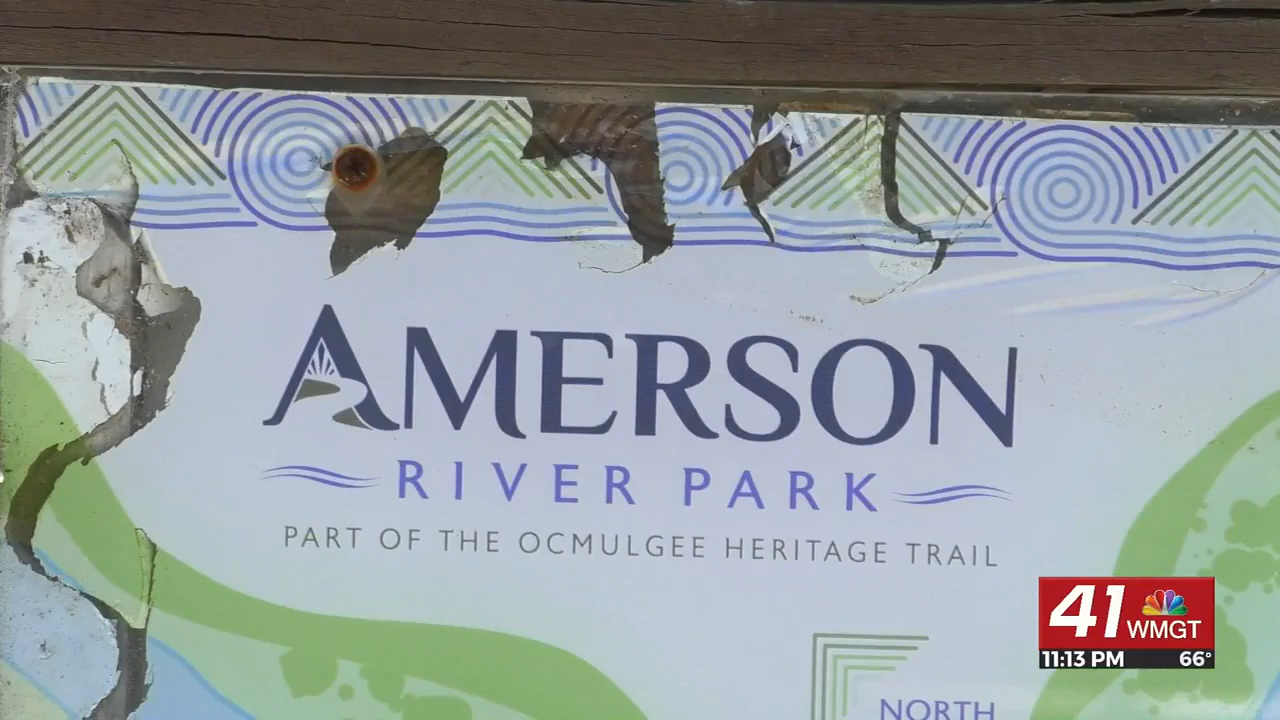 AMERSON
RIVER PARK
PART OF THE OCMULGEE HERITAGE TRAIL
NORTH
41 WMGT
11:13 PM 66°